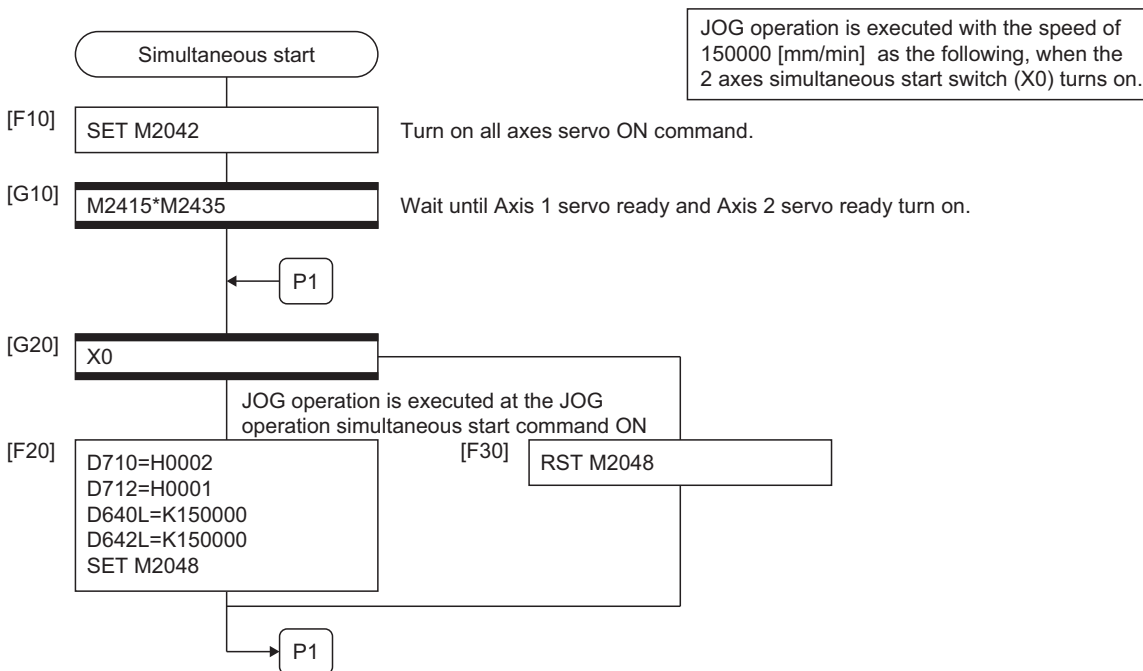 JOG operation is executed with the speed of
150000 [mm/min] as the following, when the
2 axes simultaneous start switch (X0) turns on.
Simultaneous start
[F10] SET M2042 Turn on all axes servo ON command.
[G10] M2415*M2435 Wait until Axis 1 servo ready and Axis 2 servo ready turn on.
P1
[G20] X0
JOG operation is executed at the JOG
operation simultaneous start command ON
[F20]
D710=H0002
D712=H0001
D640L=K150000
D642L=K150000
SET M2048
[F30] RST M2048
P1